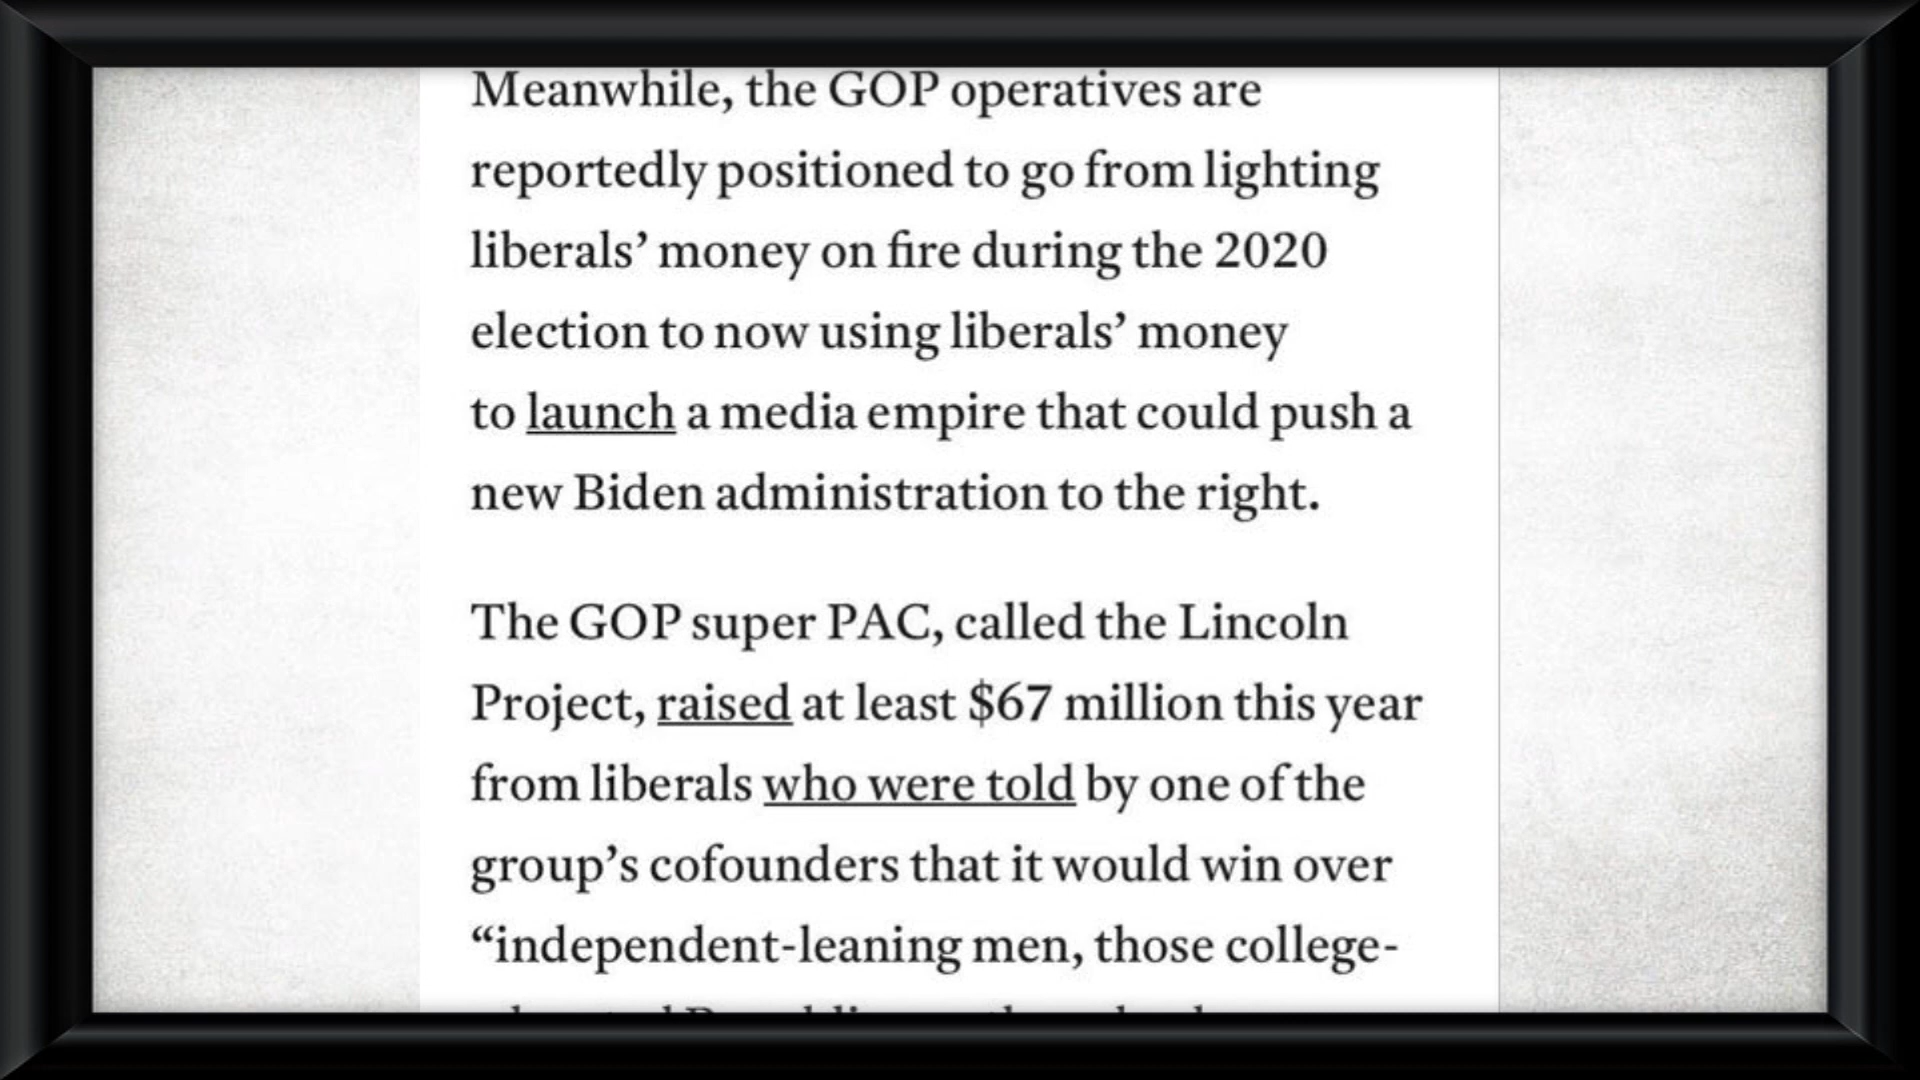 Meanwhile, the GOP operatives are
reportedly positioned to go from lighting
liberals’ money on fire during the 2020
election to now using liberals’ money
to launch a media empire that could push a
new Biden administration to the right.
The GOP super PAC, called the Lincoln
Project, raised at least $67 million this year
from liberals who were told by one of the
group’s cofounders that it would win over
“independent-leaning men, those college-